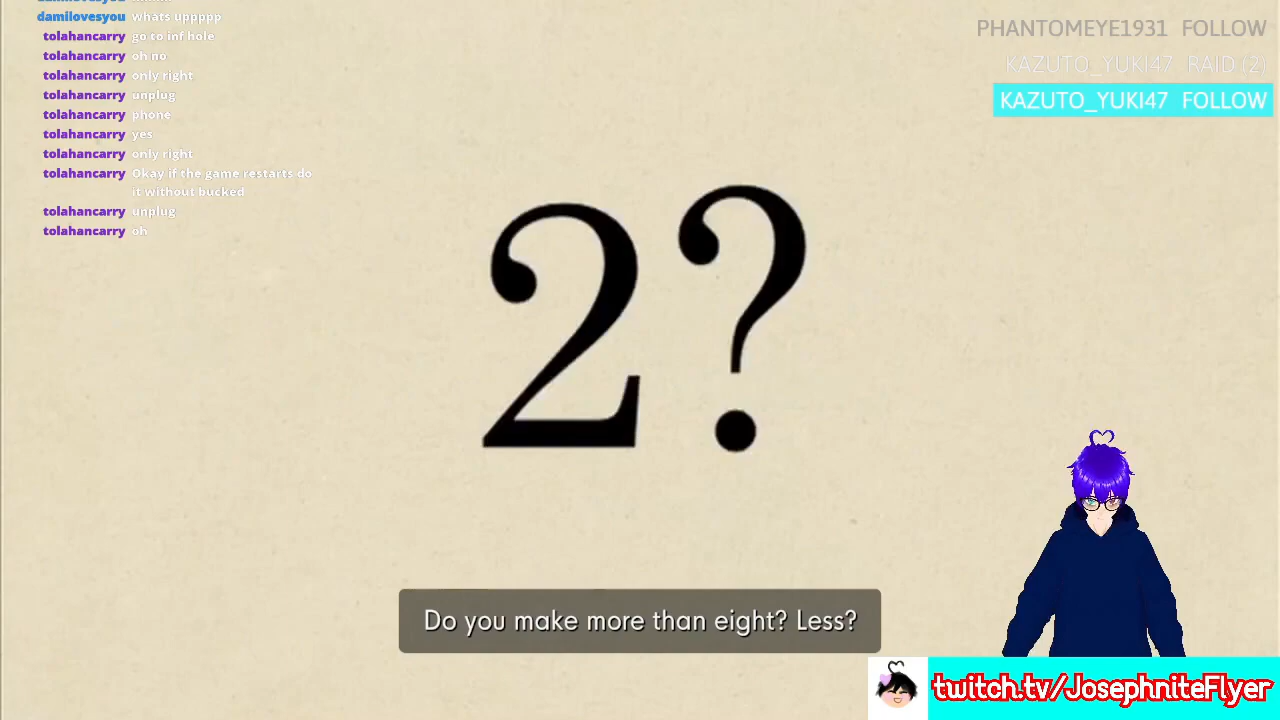 damilovesyou whats uppppp
tolahancarry go to inf hole
tolahancarry oh no
tolahancarry only right
tolahancarry unplug
tolahancarry phone
tolahancarry yes
tolahancarry only right
tolahancarry Okay if the game restarts do
it without bucked
tolahancarry unplug
tolahancarry oh
PHANTOMEYE1931 FOLLOW
KAZUTO_YUKI47 RAID (2)
KAZUTO_YUKI47 FOLLOW
2?
Do you make more than eight? Less?
twitch.tv/JosephniteFlyer